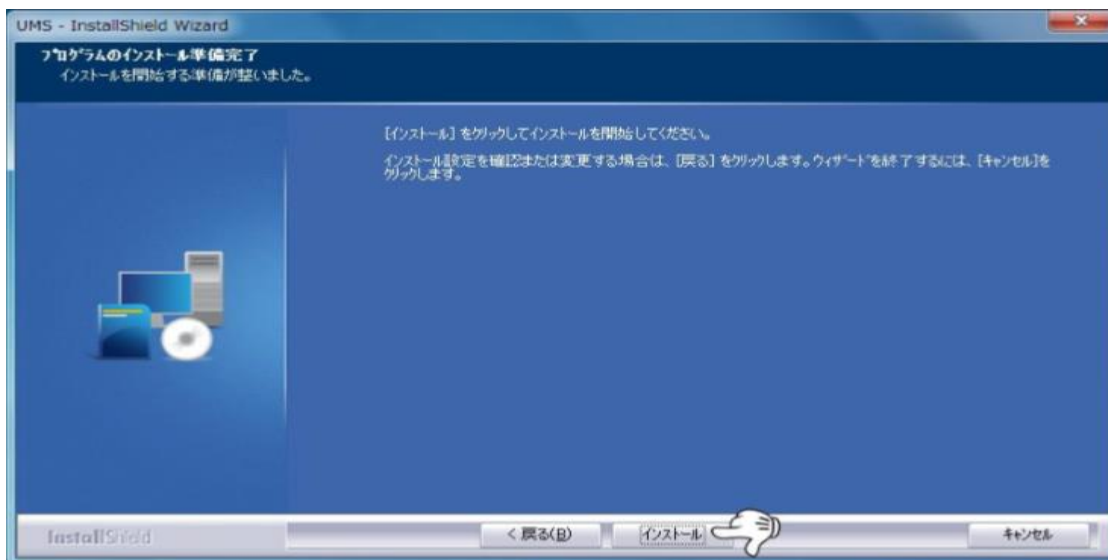 UMS - InstallShield Wizard
プログラムのインストール準備完了
インストールを開始する準備が整いました。
[インストール] をクリックしてインストールを開始してください。
インストール設定を確認または変更する場合は、[戻る] をクリックします。ウィザードを終了するには、[キャンセル]を
クリックします。
InstallShield
< 戻る(B)
インストール
キャンセル